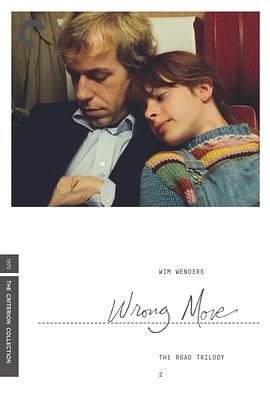 WIM WENDERS
Wrong Move
THE ROAD TRILOGY
2
1975
THE CRITERION COLLECTION